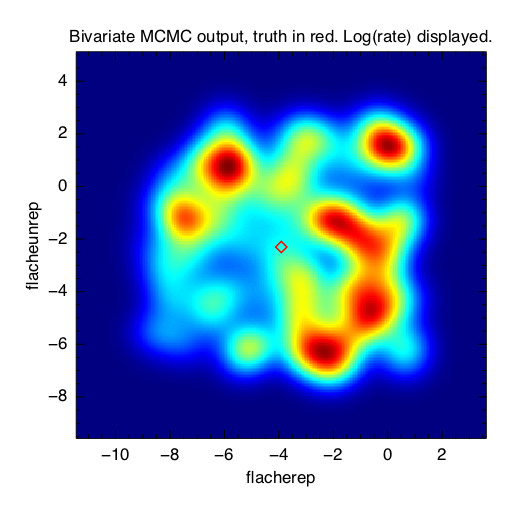 Bivariate MCMC output, truth in red. Log(rate) displayed.
4
2
0
−2
−4
−6
−8
flacheunrep
−10 −8 −6 −4 −2 0 2
flacherep